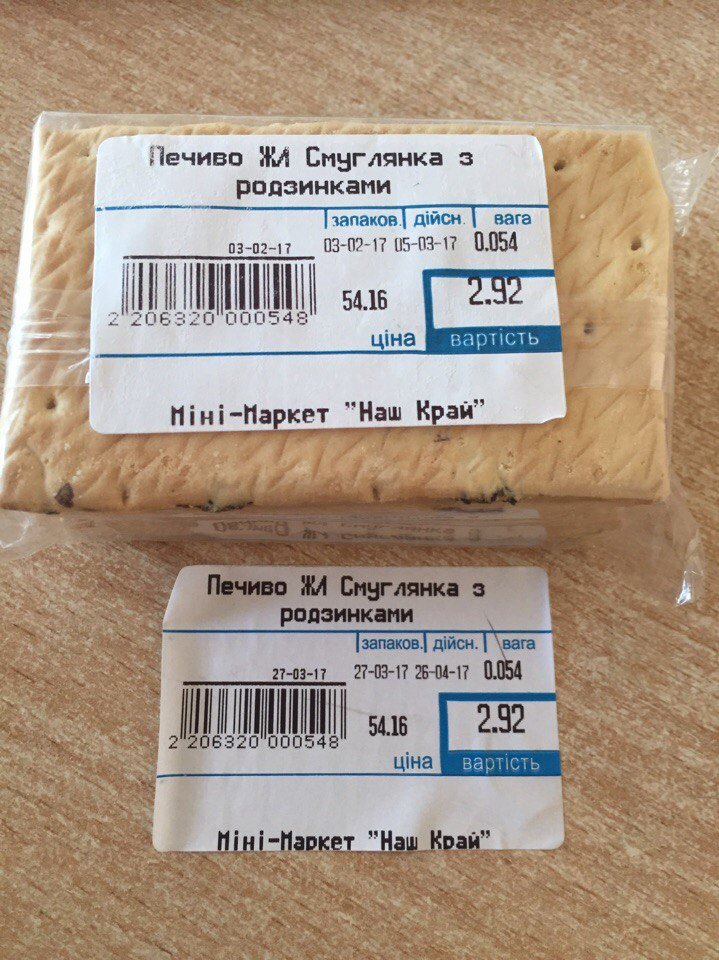 Печиво ЖЛ Смуглянка з
родзинками
запаков. дійсн. вага
03-02-17 03-02-17 05-03-17 0.054
2 206320 000548 54.16 2.92
ціна вартість
Міні-Маркет "Наш Край"
Печиво ЖЛ Смуглянка з
родзинками
запаков. дійсн. вага
27-03-17 27-03-17 26-04-17 0.054
2 206320 000548 54.16 2.92
ціна вартість
Міні-Маркет "Наш Край"